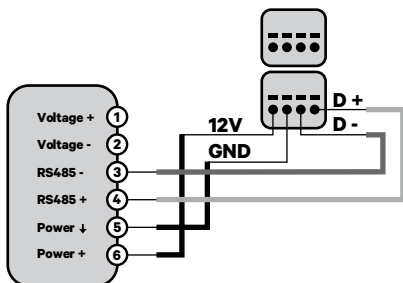 D +
12V
D -
GND
Voltage + 1
Voltage - 2
RS485 - 3
RS485 + 4
Power ↓ 5
Power + 6